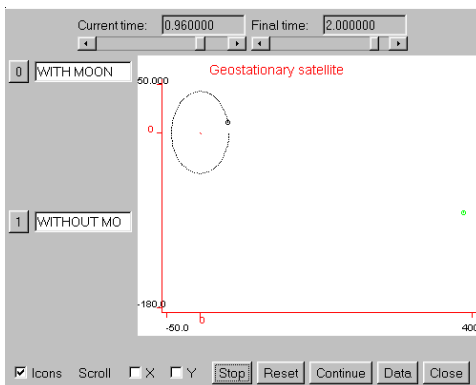 Current time: 0.960000 Final time: 2.000000
0 WITH MOON
Geostationary satellite
50.000
0
1 WITHOUT MO
-180.0
-50.0 b 400
Icons Scroll X Y Stop Reset Continue Data Close